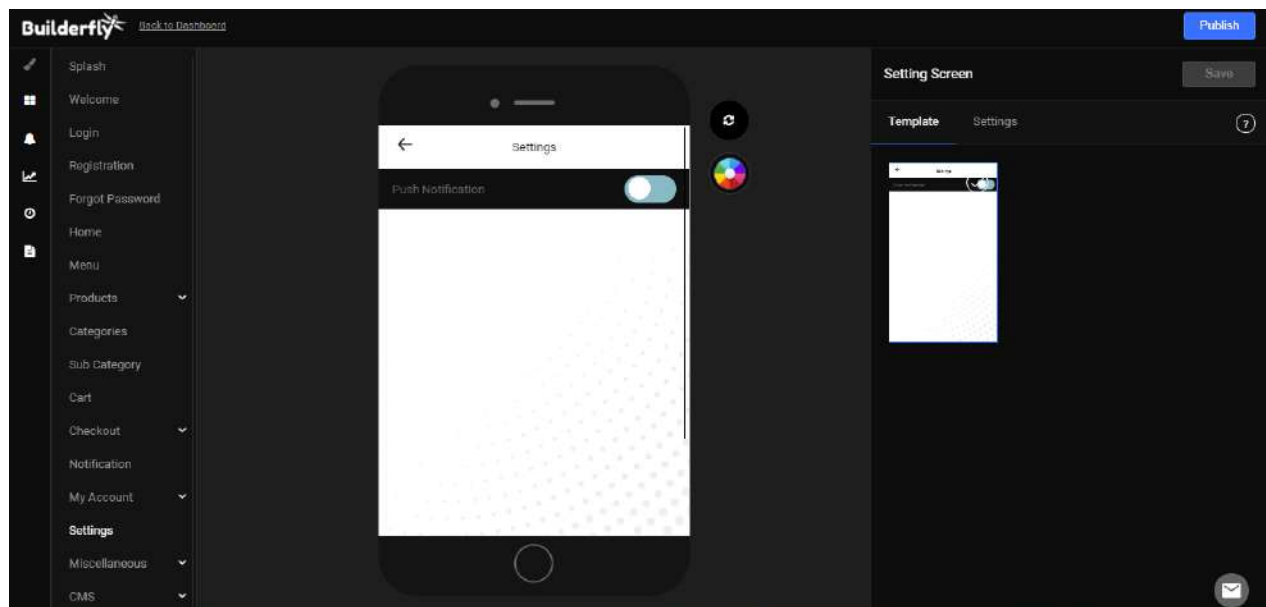 Builderfly
Back to Dashboard
Publish
Splash
Welcome
Login
Registration
Forgot Password
Home
Menu
Products
Categories
Sub Category
Cart
Checkout
Notification
My Account
Settings
Miscellaneous
CMS
Settings
Push Notification
Setting Screen
Save
Template
Settings
?